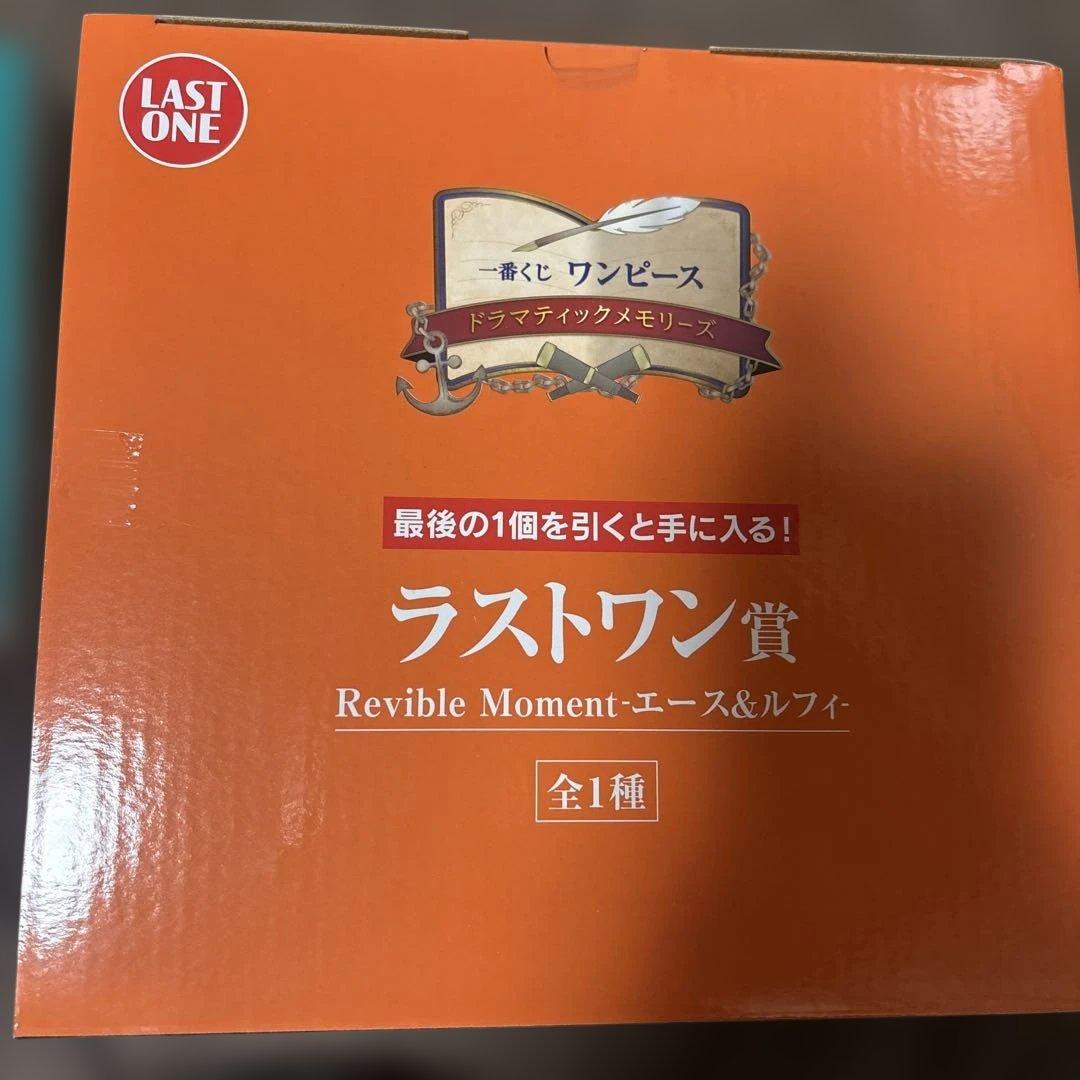 LAST
ONE
一番くじ ワンピース
ドラマティックメモリーズ
最後の1個を引くと手に入る!
ラストワン賞
Revible Moment-エース&ルフィ-
全1種